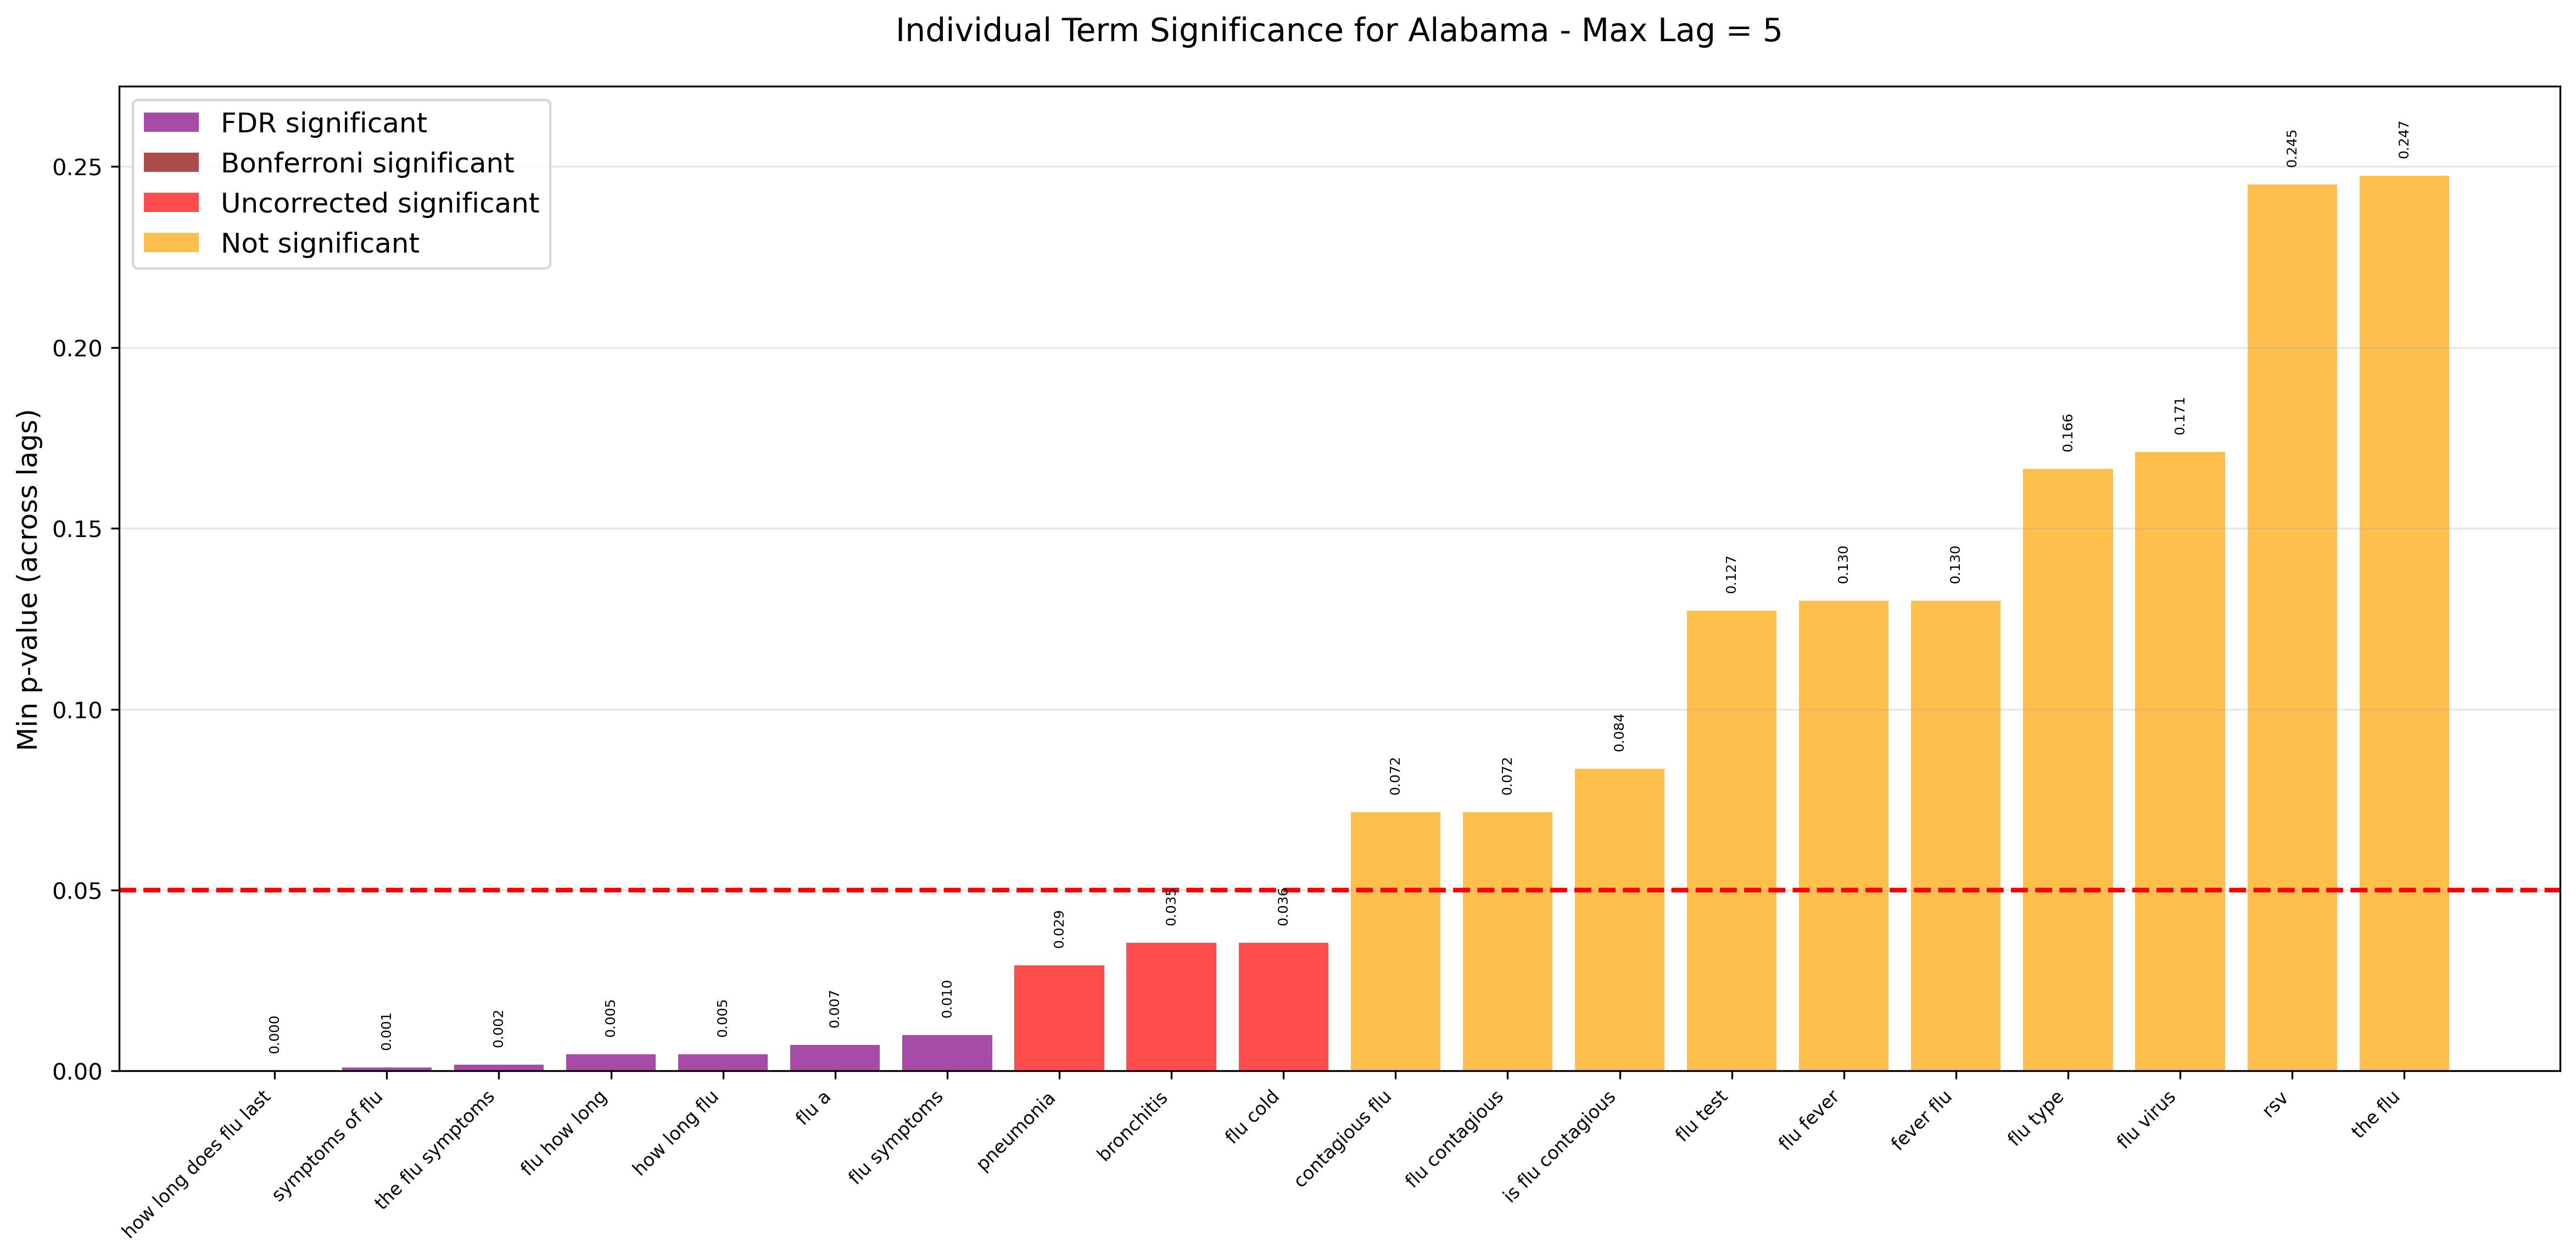 Individual Term Significance for Alabama - Max Lag = 5
FDR significant
Bonferroni significant
Uncorrected significant
Not significant
Min p-value (across lags)
0.25
0.20
0.15
0.10
0.05
0.00
0.000
0.001
0.002
0.005
0.005
0.007
0.010
0.029
0.035
0.036
0.072
0.072
0.084
0.127
0.130
0.130
0.166
0.171
0.245
0.247
how long does flu last
symptoms of flu
the flu symptoms
flu how long
how long flu
flu a
flu symptoms
pneumonia
bronchitis
flu cold
contagious flu
flu contagious
is flu contagious
flu test
flu fever
fever flu
flu type
flu virus
rsv
the flu